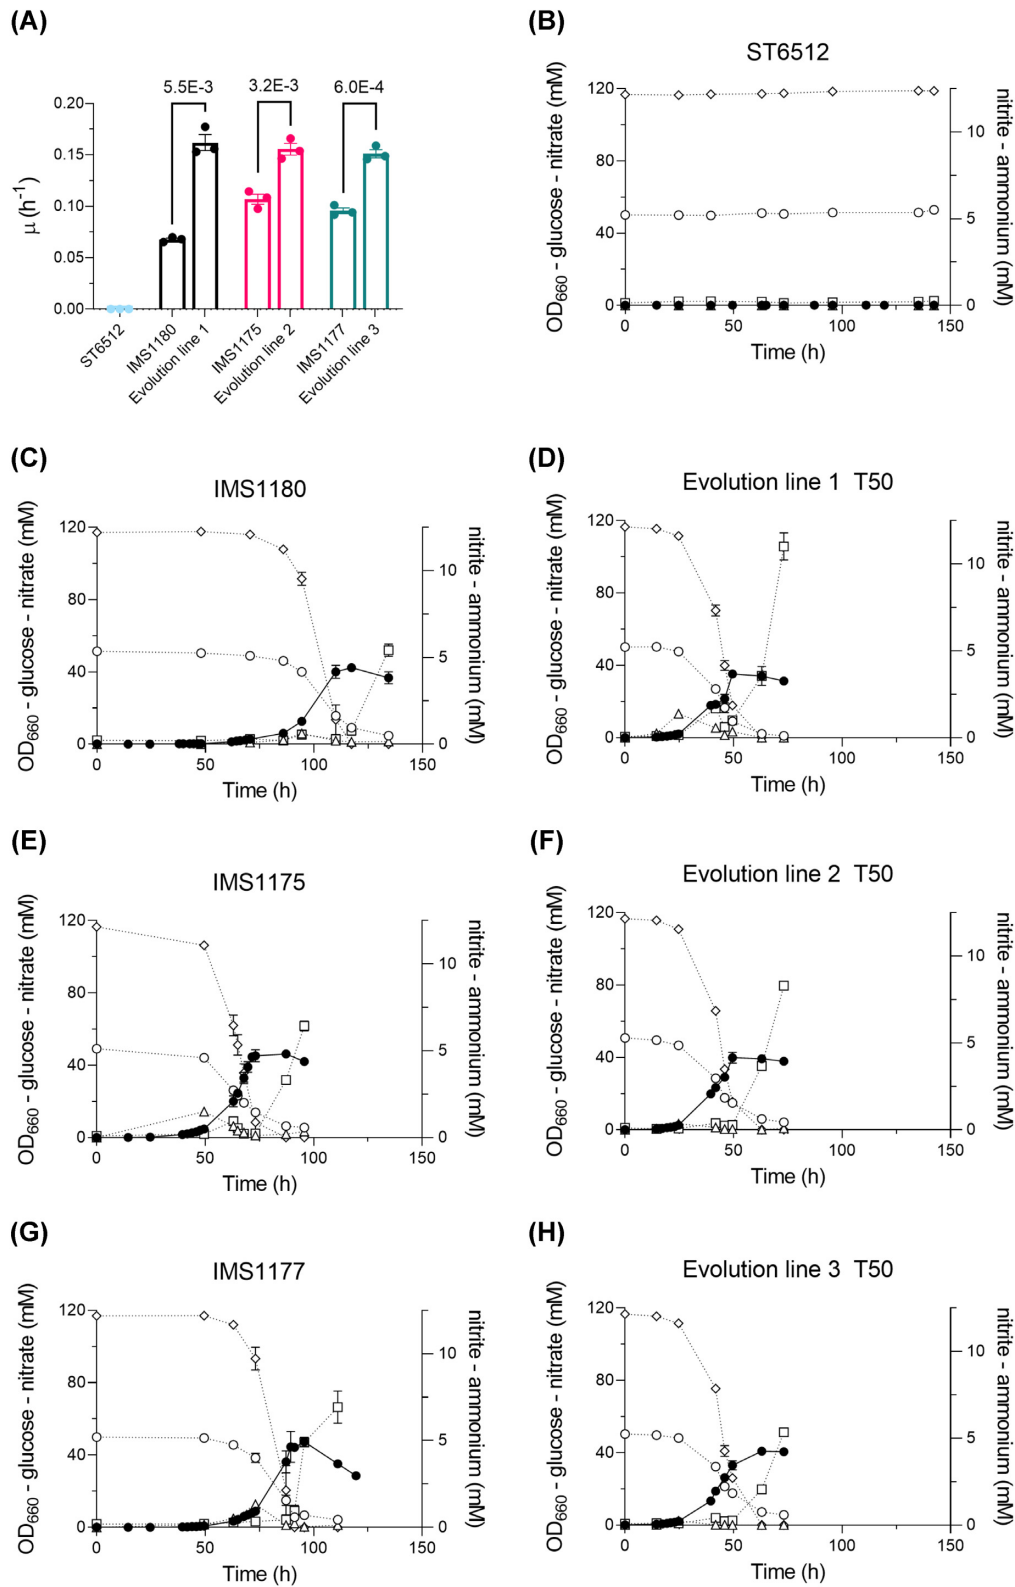 (A)
5.5E-3 3.2E-3 6.0E-4
0.20
0.15
0.10
0.05
0.00
μ (h-1)
ST6512
IMS1180
Evolution line 1
IMS1175
Evolution line 2
IMS1177
Evolution line 3
(B)
ST6512
OD660 - glucose - nitrate (mM)
120
80
40
0
10
5
0
nitrite - ammonium (mM)
0 50 100 150
Time (h)
(C)
IMS1180
OD660 - glucose - nitrate (mM)
120
80
40
0
10
5
0
nitrite - ammonium (mM)
0 50 100 150
Time (h)
(D)
Evolution line 1 T50
OD660 - glucose - nitrate (mM)
120
80
40
0
10
5
0
nitrite - ammonium (mM)
0 50 100 150
Time (h)
(E)
IMS1175
OD660 - glucose - nitrate (mM)
120
80
40
0
10
5
0
nitrite - ammonium (mM)
0 50 100 150
Time (h)
(F)
Evolution line 2 T50
OD660 - glucose - nitrate (mM)
120
80
40
0
10
5
0
nitrite - ammonium (mM)
0 50 100 150
Time (h)
(G)
IMS1177
OD660 - glucose - nitrate (mM)
120
80
40
0
10
5
0
nitrite - ammonium (mM)
0 50 100 150
Time (h)
(H)
Evolution line 3 T50
OD660 - glucose - nitrate (mM)
120
80
40
0
10
5
0
nitrite - ammonium (mM)
0 50 100 150
Time (h)